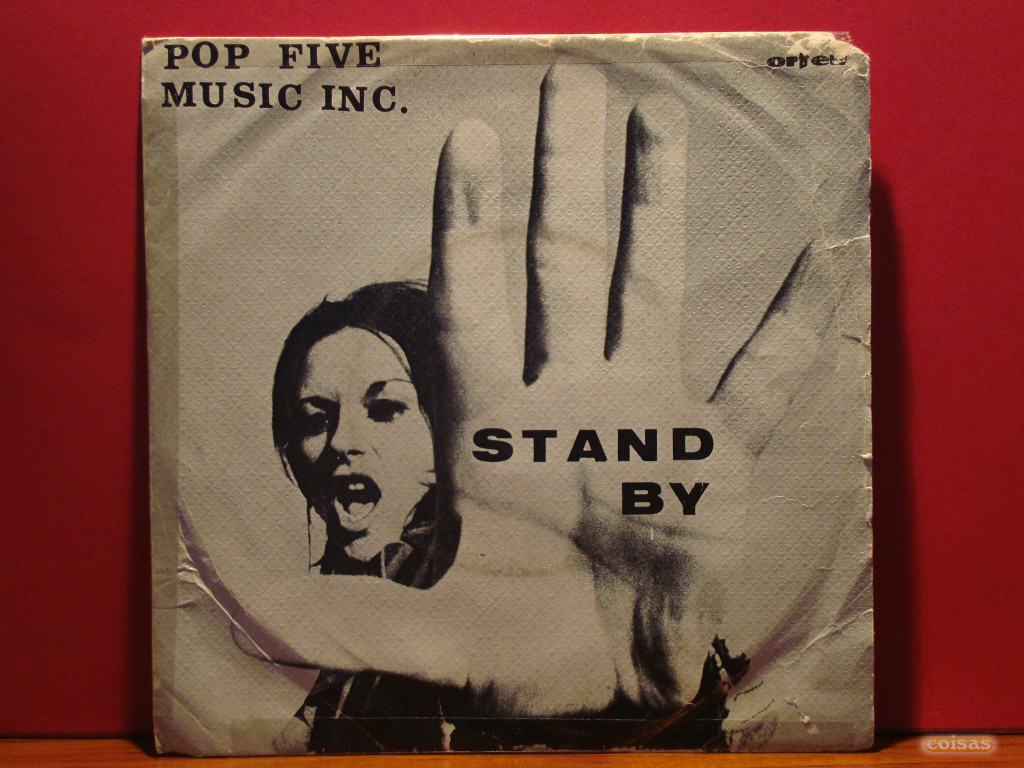 POP FIVE
MUSIC INC.
orfeu
STAND
BY
coisas